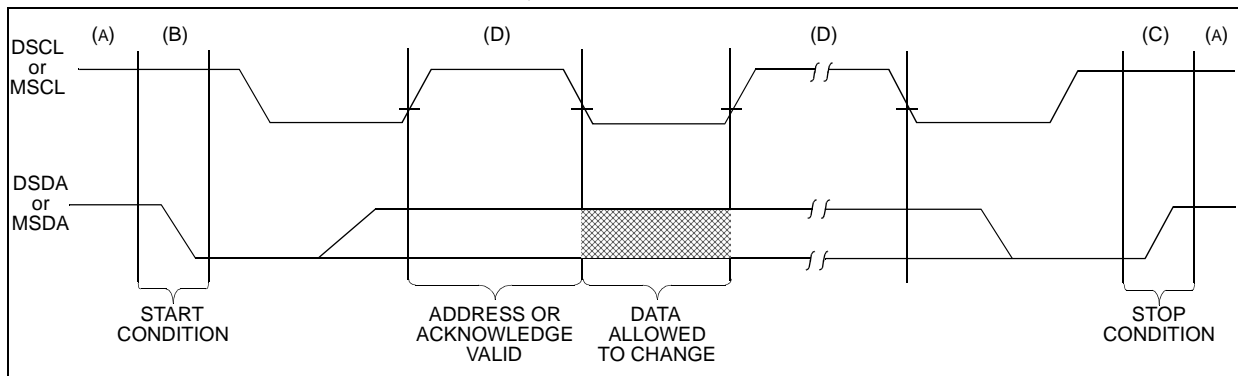 (A)
(B)
(D)
(D)
(C)
(A)
DSCL
or
MSCL
DSDA
or
MSDA
START
CONDITION
ADDRESS OR
ACKNOWLEDGE
VALID
DATA
ALLOWED
TO CHANGE
STOP
CONDITION